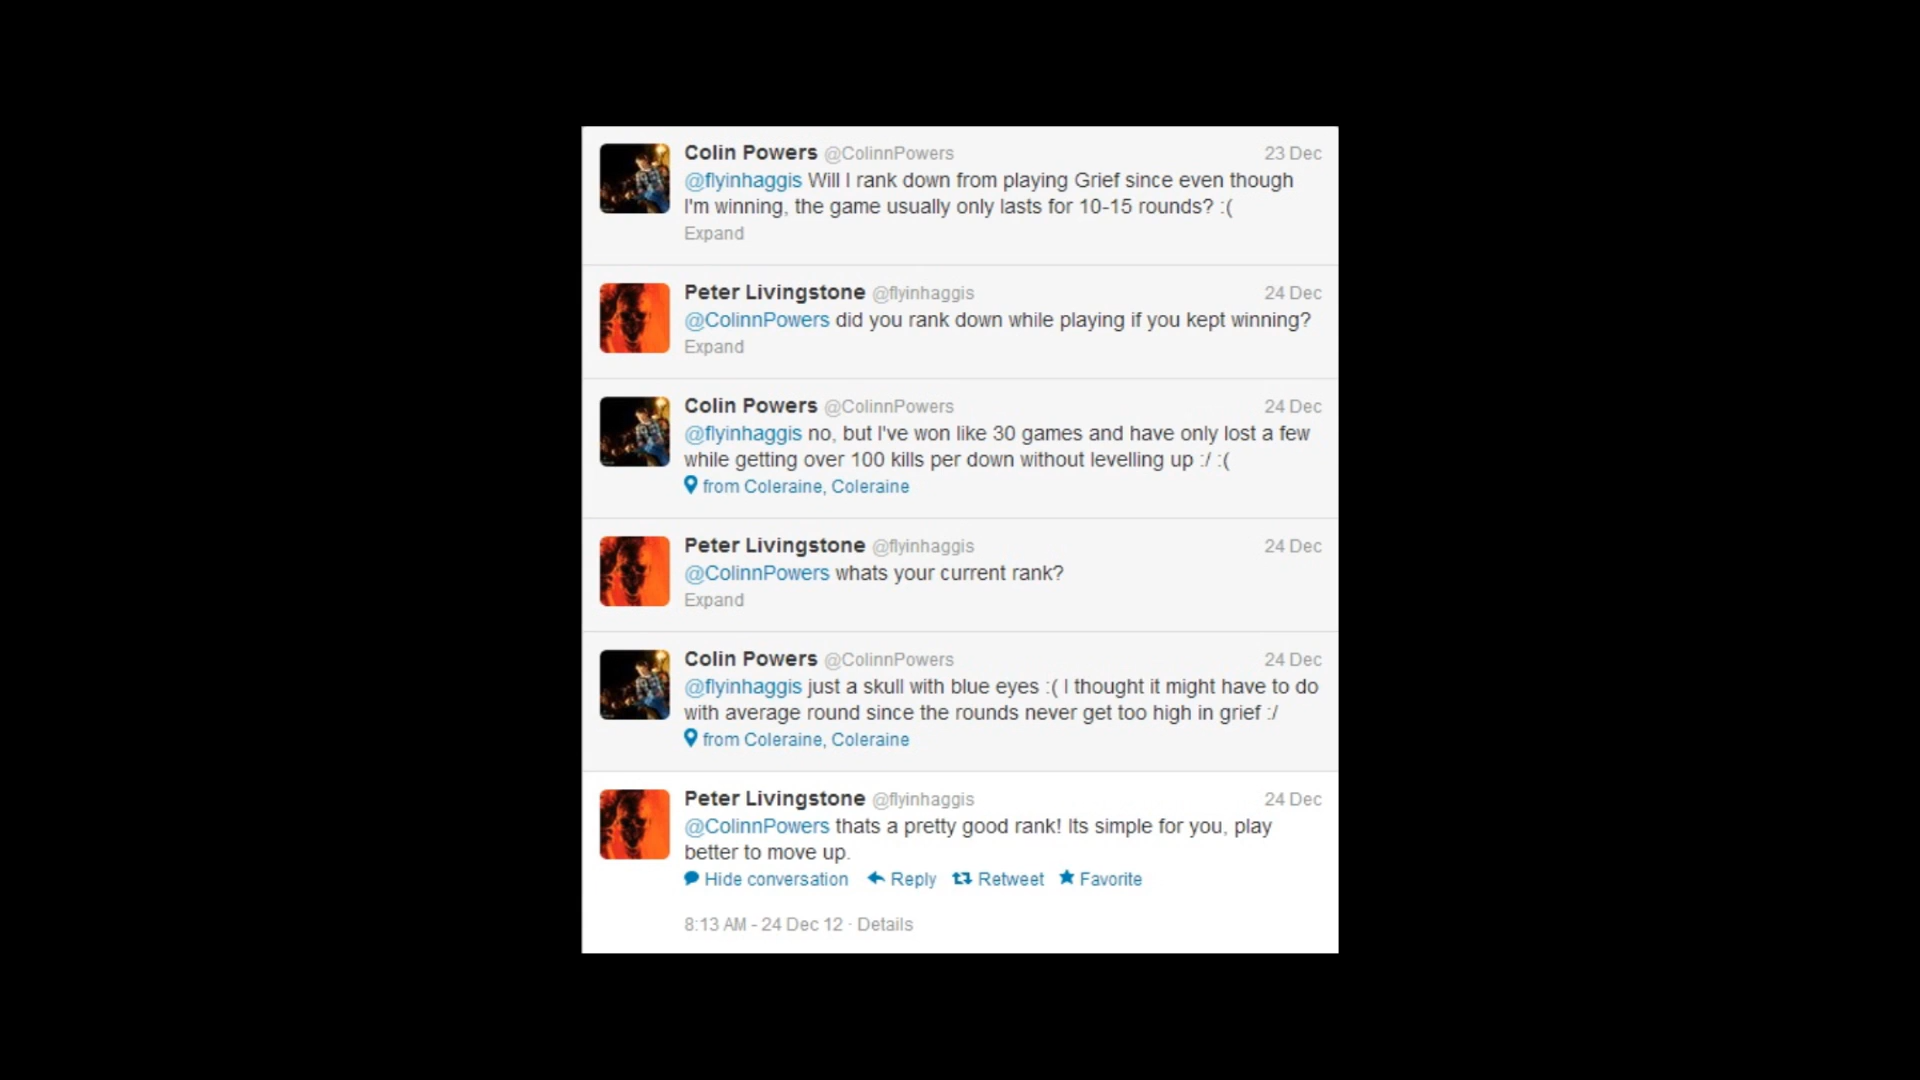 Colin Powers @ColinnPowers 23 Dec
@flyinhaggis Will I rank down from playing Grief since even though
I'm winning, the game usually only lasts for 10-15 rounds? :(
Expand
Peter Livingstone @flyinhaggis 24 Dec
@ColinnPowers did you rank down while playing if you kept winning?
Expand
Colin Powers @ColinnPowers 24 Dec
@flyinhaggis no, but I've won like 30 games and have only lost a few
while getting over 100 kills per down without levelling up :/ :(
from Coleraine, Coleraine
Peter Livingstone @flyinhaggis 24 Dec
@ColinnPowers whats your current rank?
Expand
Colin Powers @ColinnPowers 24 Dec
@flyinhaggis just a skull with blue eyes :( I thought it might have to do
with average round since the rounds never get too high in grief :/
from Coleraine, Coleraine
Peter Livingstone @flyinhaggis 24 Dec
@ColinnPowers thats a pretty good rank! Its simple for you, play
better to move up.
Hide conversation Reply Retweet Favorite
8:13 AM - 24 Dec 12 · Details